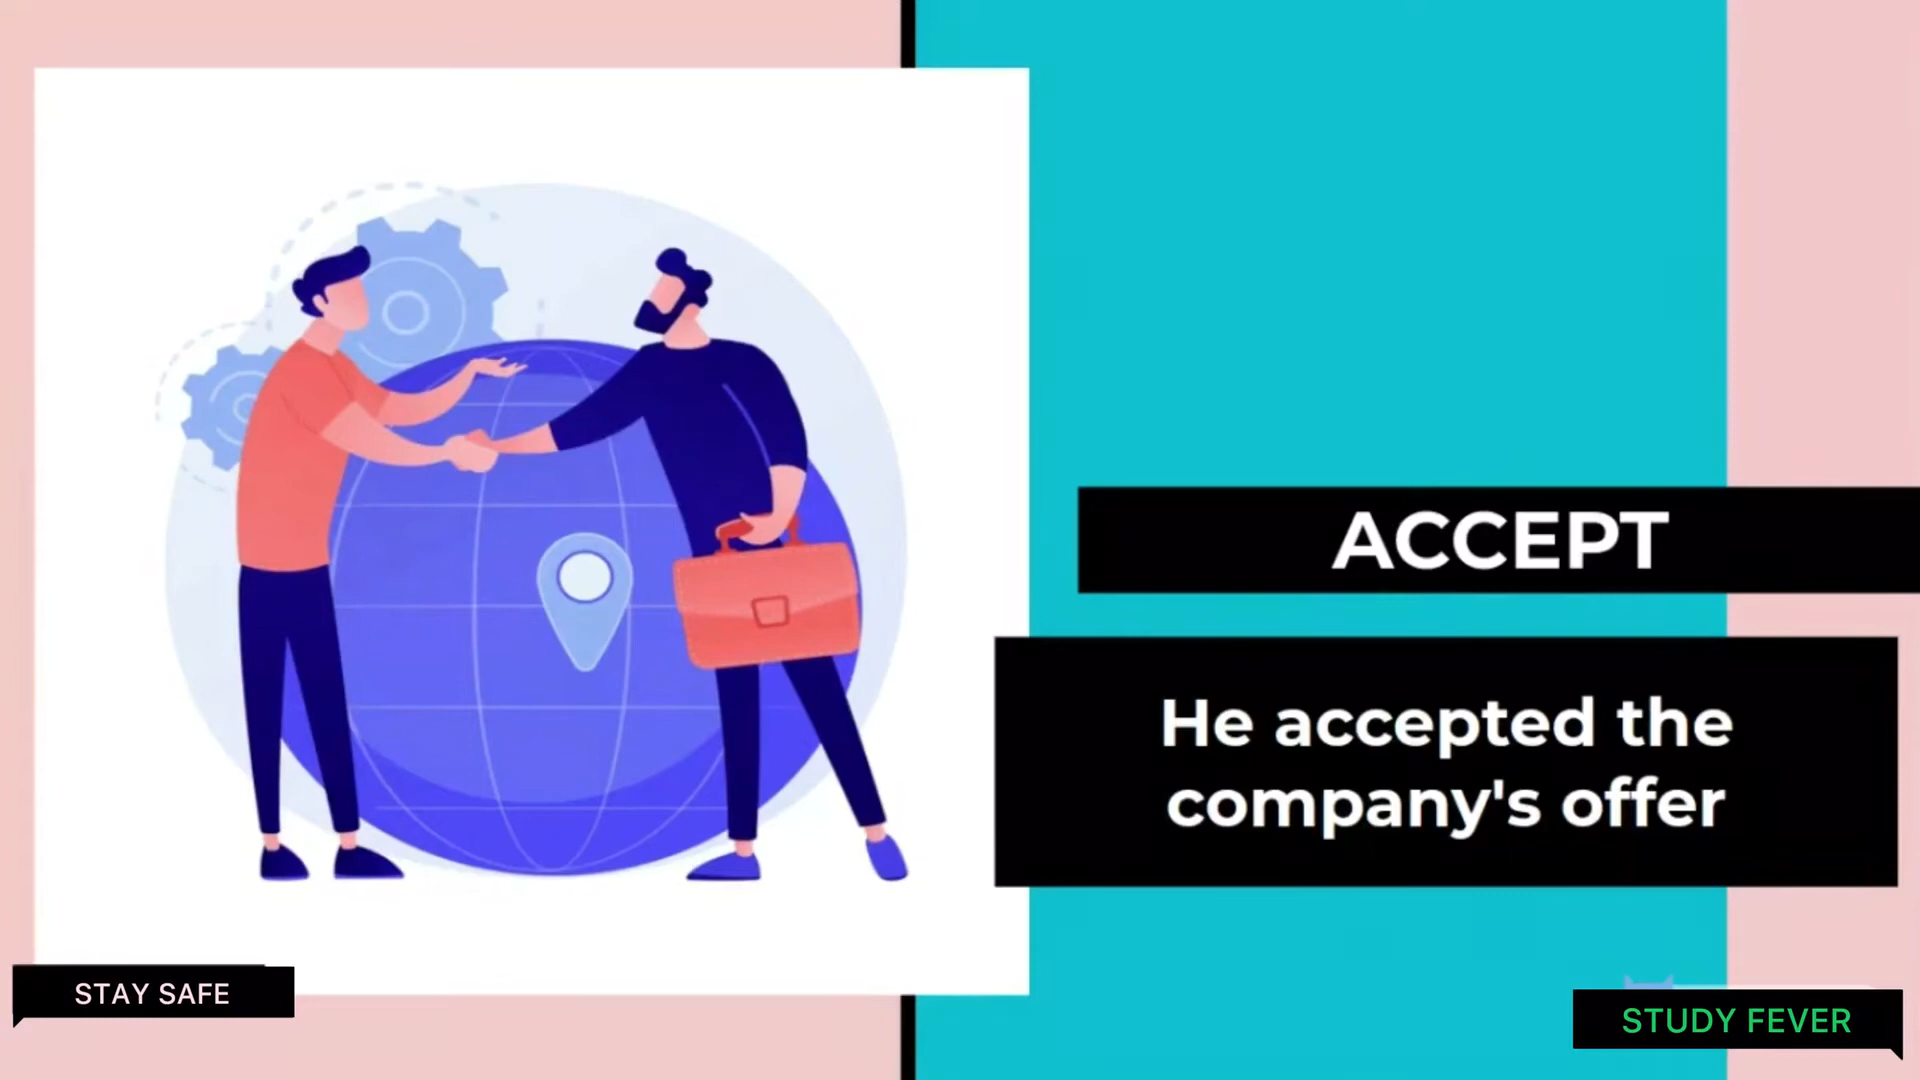 ACCEPT
He accepted the
company's offer
STAY SAFE
STUDY FEVER